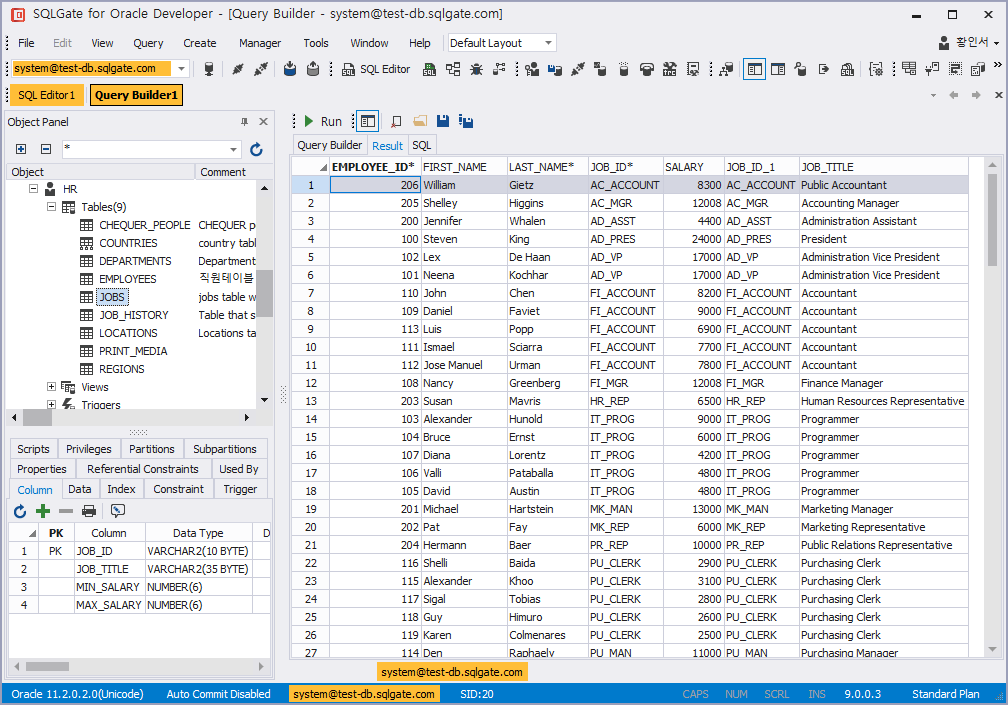 SQLGate for Oracle Developer - [Query Builder - system@test-db.sqlgate.com]
File Edit View Query Create Manager Tools Window Help Default Layout 황인서
system@test-db.sqlgate.com SQL Editor
SQL Editor1 Query Builder1
Object Panel
Run
*
Query Builder Result SQL
Object Comment
HR
Tables(9)
CHEQUER_PEOPLE CHEQUER p
COUNTRIES country tabl
DEPARTMENTS Department
EMPLOYEES 직원테이블
JOBS jobs table w
JOB_HISTORY Table that s
LOCATIONS Locations ta
PRINT_MEDIA
REGIONS
Views
Triggers
Scripts Privileges Partitions Subpartitions
Properties Referential Constraints Used By
Column Data Index Constraint Trigger
PK Column Data Type D
1 PK JOB_ID VARCHAR2(10 BYTE)
2 JOB_TITLE VARCHAR2(35 BYTE)
3 MIN_SALARY NUMBER(6)
4 MAX_SALARY NUMBER(6)
EMPLOYEE_ID* FIRST_NAME LAST_NAME* JOB_ID* SALARY JOB_ID_1 JOB_TITLE
1 206 William Gietz AC_ACCOUNT 8300 AC_ACCOUNT Public Accountant
2 205 Shelley Higgins AC_MGR 12008 AC_MGR Accounting Manager
3 200 Jennifer Whalen AD_ASST 4400 AD_ASST Administration Assistant
4 100 Steven King AD_PRES 24000 AD_PRES President
5 102 Lex De Haan AD_VP 17000 AD_VP Administration Vice President
6 101 Neena Kochhar AD_VP 17000 AD_VP Administration Vice President
7 110 John Chen FI_ACCOUNT 8200 FI_ACCOUNT Accountant
8 109 Daniel Faviet FI_ACCOUNT 9000 FI_ACCOUNT Accountant
9 113 Luis Popp FI_ACCOUNT 6900 FI_ACCOUNT Accountant
10 111 Ismael Sciarra FI_ACCOUNT 7700 FI_ACCOUNT Accountant
11 112 Jose Manuel Urman FI_ACCOUNT 7800 FI_ACCOUNT Accountant
12 108 Nancy Greenberg FI_MGR 12008 FI_MGR Finance Manager
13 203 Susan Mavris HR_REP 6500 HR_REP Human Resources Representative
14 103 Alexander Hunold IT_PROG 9000 IT_PROG Programmer
15 104 Bruce Ernst IT_PROG 6000 IT_PROG Programmer
16 107 Diana Lorentz IT_PROG 4200 IT_PROG Programmer
17 106 Valli Pataballa IT_PROG 4800 IT_PROG Programmer
18 105 David Austin IT_PROG 4800 IT_PROG Programmer
19 201 Michael Hartstein MK_MAN 13000 MK_MAN Marketing Manager
20 202 Pat Fay MK_REP 6000 MK_REP Marketing Representative
21 204 Hermann Baer PR_REP 10000 PR_REP Public Relations Representative
22 116 Shelli Baida PU_CLERK 2900 PU_CLERK Purchasing Clerk
23 115 Alexander Khoo PU_CLERK 3100 PU_CLERK Purchasing Clerk
24 117 Sigal Tobias PU_CLERK 2800 PU_CLERK Purchasing Clerk
25 118 Guy Himuro PU_CLERK 2600 PU_CLERK Purchasing Clerk
26 119 Karen Colmenares PU_CLERK 2500 PU_CLERK Purchasing Clerk
27 114 Den Raphaely PU_MAN 11000 PU_MAN Purchasing Manager
system@test-db.sqlgate.com
Oracle 11.2.0.2.0(Unicode) Auto Commit Disabled system@test-db.sqlgate.com SID:20 CAPS NUM SCRL INS 9.0.0.3 Standard Plan